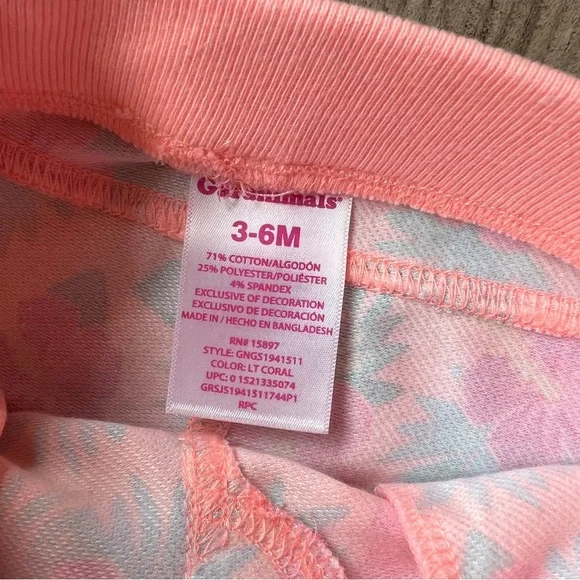 Garanimals®
3-6M
71% COTTON/ALGODÓN
25% POLYESTER/POLIÉSTER
4% SPANDEX
EXCLUSIVE OF DECORATION
EXCLUSIVO DE DECORACIÓN
MADE IN / HECHO EN BANGLADESH
RN# 15897
STYLE: GNGS1941511
COLOR: LT CORAL
UPC: 0 1521335074
GRSJS1941511744P1
RPC